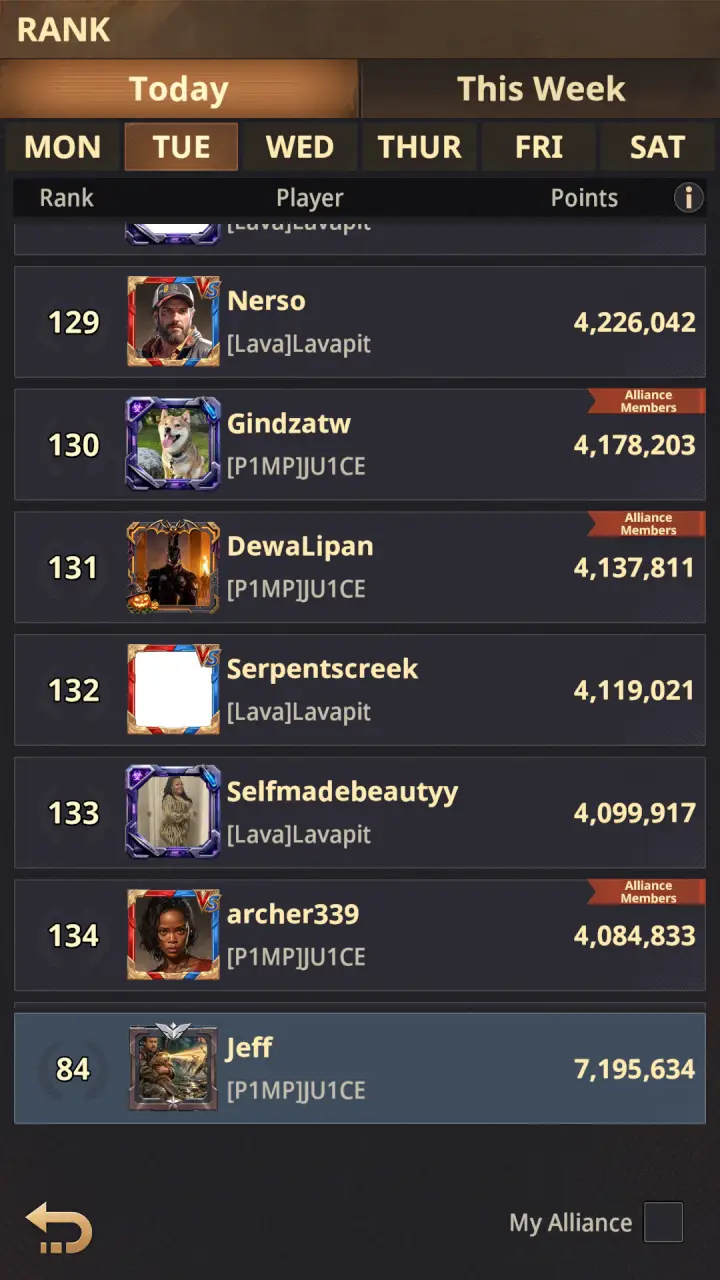 RANK
Today
This Week
MON
TUE
WED
THUR
FRI
SAT
Rank
Player
Points
[Lava]Lavapit
129
Nerso
[Lava]Lavapit
4,226,042
130
Gindzatw
[P1MP]JU1CE
Alliance
Members
4,178,203
131
DewaLipan
[P1MP]JU1CE
Alliance
Members
4,137,811
132
Serpentscreek
[Lava]Lavapit
4,119,021
133
Selfmadebeautyy
[Lava]Lavapit
4,099,917
134
archer339
[P1MP]JU1CE
Alliance
Members
4,084,833
84
Jeff
[P1MP]JU1CE
7,195,634
My Alliance